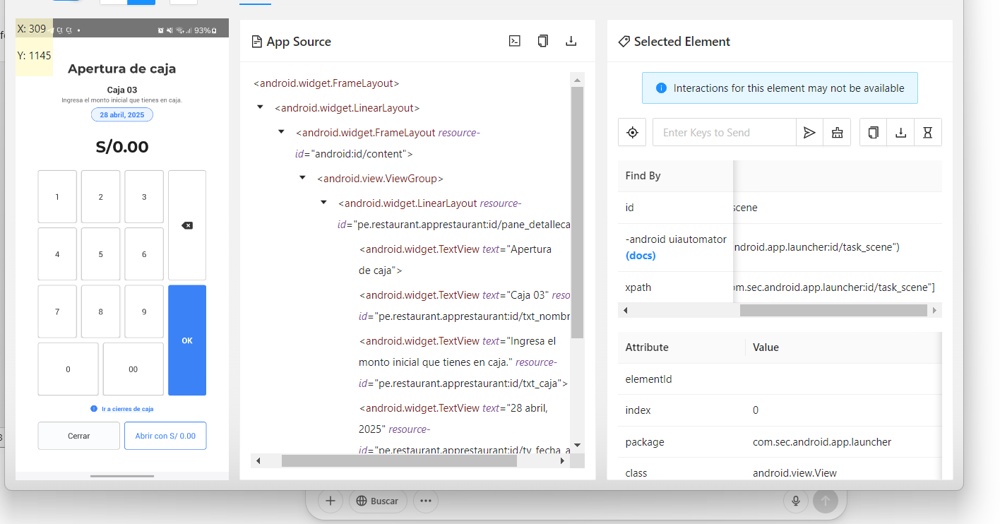 X: 309
Y: 1145
93%
Apertura de caja
Caja 03
Ingresa el monto inicial que tienes en caja.
28 abril, 2025
S/0.00
1 2 3
4 5 6
7 8 9
OK
0 00
Ir a cierres de caja
Cerrar Abrir con S/ 0.00
App Source
<android.widget.FrameLayout>
<android.widget.LinearLayout>
<android.widget.FrameLayout resource-
id="android:id/content">
<android.view.ViewGroup>
<android.widget.LinearLayout resource-
id="pe.restaurant.apprestaurant:id/pane_detalleca
<android.widget.TextView text="Apertura
de caja">
<android.widget.TextView text="Caja 03" reso
id="pe.restaurant.apprestaurant:id/txt_nombr
<android.widget.TextView text="Ingresa el
monto inicial que tienes en caja." resource-
id="pe.restaurant.apprestaurant:id/txt_caja">
<android.widget.TextView text="28 abril,
2025" resource-
id="pe.restaurant.apprestaurant:id/tv_fecha_a
Selected Element
Interactions for this element may not be available
Enter Keys to Send
Find By
id scene
-android uiautomator
(docs)
ndroid.app.launcher:id/task_scene")
xpath om.sec.android.app.launcher:id/task_scene"]
Attribute Value
elementId
index 0
package com.sec.android.app.launcher
class android.view.View
Buscar